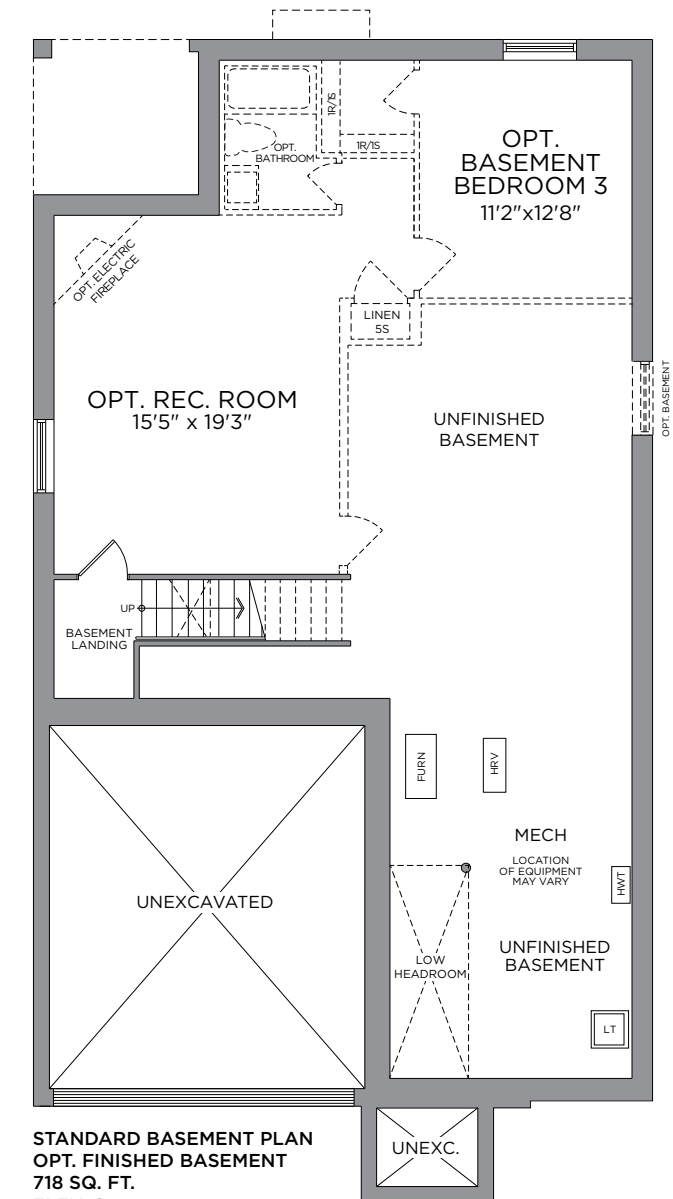 1R/1S
OPT.
BATHROOM
1R/1S
OPT.
BASEMENT
BEDROOM 3
11'2"x12'8"
OPT. ELECTRIC
FIREPLACE
LINEN
5S
OPT. REC. ROOM
15'5" x 19'3"
UNFINISHED
BASEMENT
OPT. BASEMENT
UP
BASEMENT
LANDING
FURN
HRV
MECH
LOCATION
OF EQUIPMENT
MAY VARY
HWT
UNEXCAVATED
LOW
HEADROOM
UNFINISHED
BASEMENT
LT
UNEXC.
STANDARD BASEMENT PLAN
OPT. FINISHED BASEMENT
718 SQ. FT.